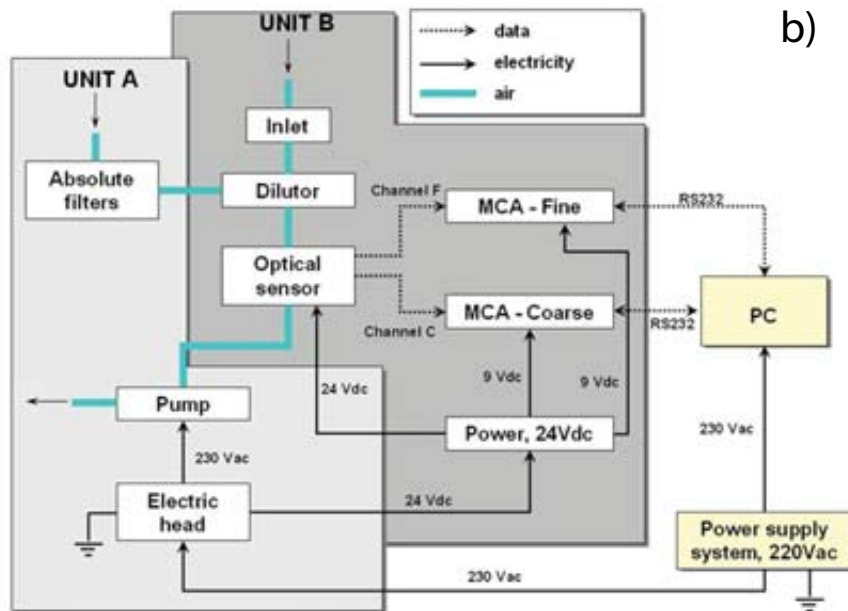 UNIT B
data
electricity
air
b)
UNIT A
Inlet
Absolute
filters
Dilutor
Channel F
MCA - Fine
RS232
Optical
sensor
MCA - Coarse
Channel C
RS232
PC
24 Vdc
9 Vdc
9 Vdc
Pump
Power, 24Vdc
230 Vac
230 Vac
Electric
head
24 Vdc
Power supply
system, 220Vac
230 Vac